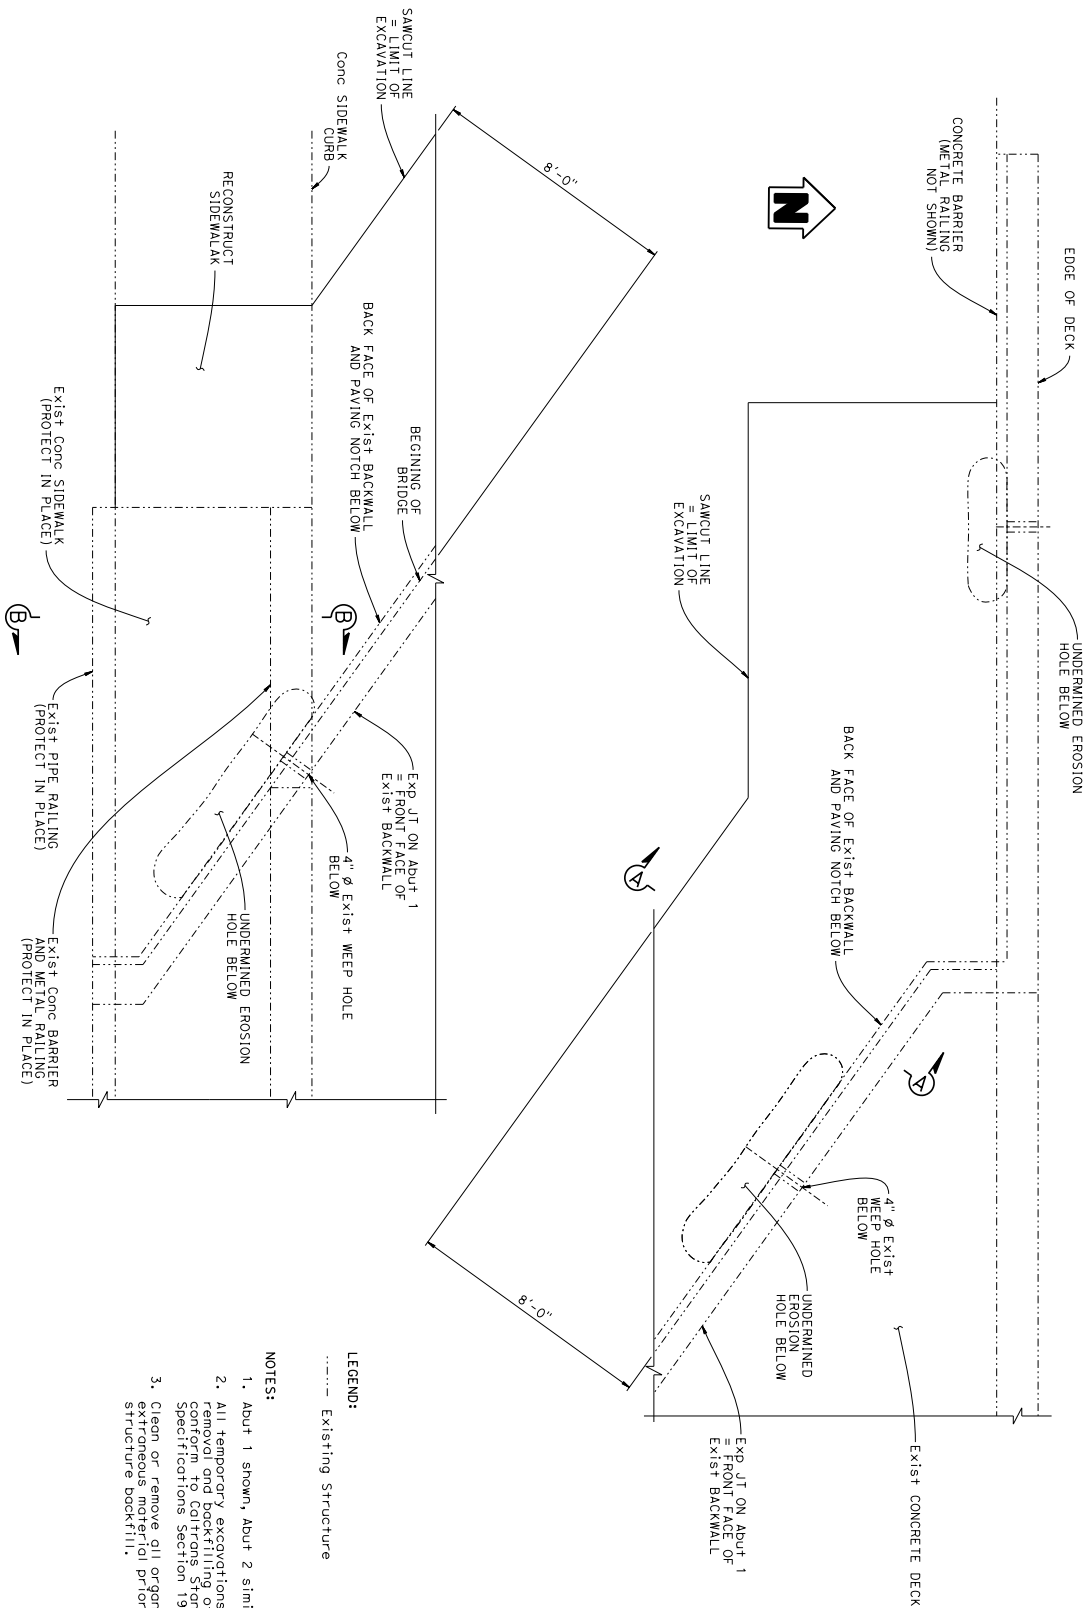 EDGE OF DECK
CONCRETE BARRIER
(METAL RAILING
NOT SHOWN)
N
UNDERMINED EROSION
HOLE BELOW
SAWCUT LINE
= LIMIT OF
EXCAVATION
BACK FACE OF Exist BACKWALL
AND PAVING NOTCH BELOW
A
A
4" Ø Exist
WEEP HOLE
BELOW
UNDERMINED
EROSION
HOLE BELOW
Exist CONCRETE DECK
Exp JT ON Abut 1
= FRONT FACE OF
Exist BACKWALL
8'-0"
SAWCUT LINE
= LIMIT OF
EXCAVATION
8'-0"
Conc SIDEWALK
CURB
RECONSTRUCT
SIDEWALAK
BACK FACE OF Exist BACKWALL
AND PAVING NOTCH BELOW
BEGINING OF
BRIDGE
Exist Conc SIDEWALK
(PROTECT IN PLACE)
B
B
Exist PIPE RAILING
(PROTECT IN PLACE)
Exp JT ON Abut 1
= FRONT FACE OF
Exist BACKWALL
4" Ø Exist WEEP HOLE
BELOW
UNDERMINED EROSION
HOLE BELOW
Exist Conc BARRIER
AND METAL RAILING
(PROTECT IN PLACE)
LEGEND:
Existing Structure
NOTES:
1. Abut 1 shown, Abut 2
2. All temporary excavations
removal and backfilling
conform to Caltrans
Specifications Section 19
3. Clean or remove all
extraneous material prior
structure backfill.